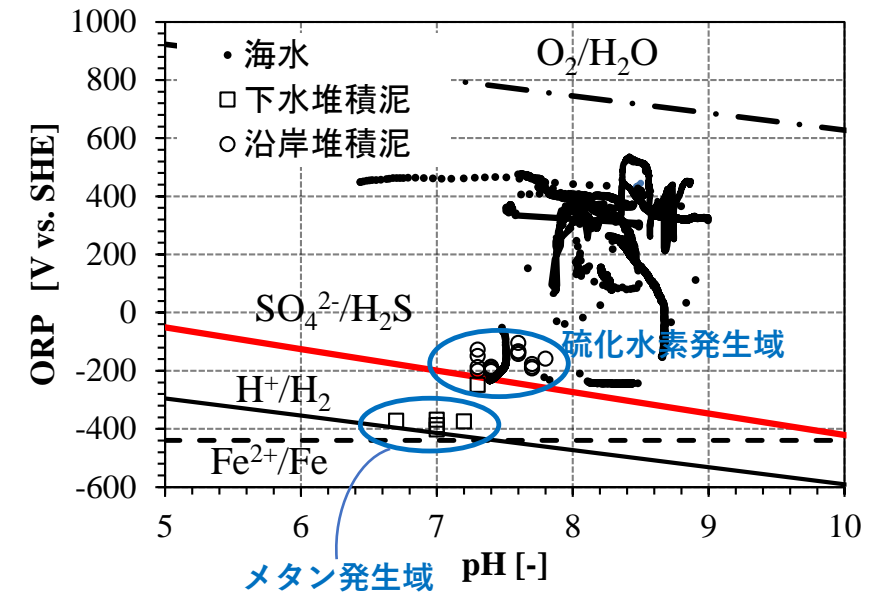 1000
800
600
400
200
0
-200
-400
-600
ORP [V vs. SHE]
• 海水
□ 下水堆積泥
○ 沿岸堆積泥
O₂/H₂O
SO₄²⁻/H₂S
硫化水素発生域
H⁺/H₂
Fe²⁺/Fe
5 6 7 8 9 10
メタン発生域
pH [-]